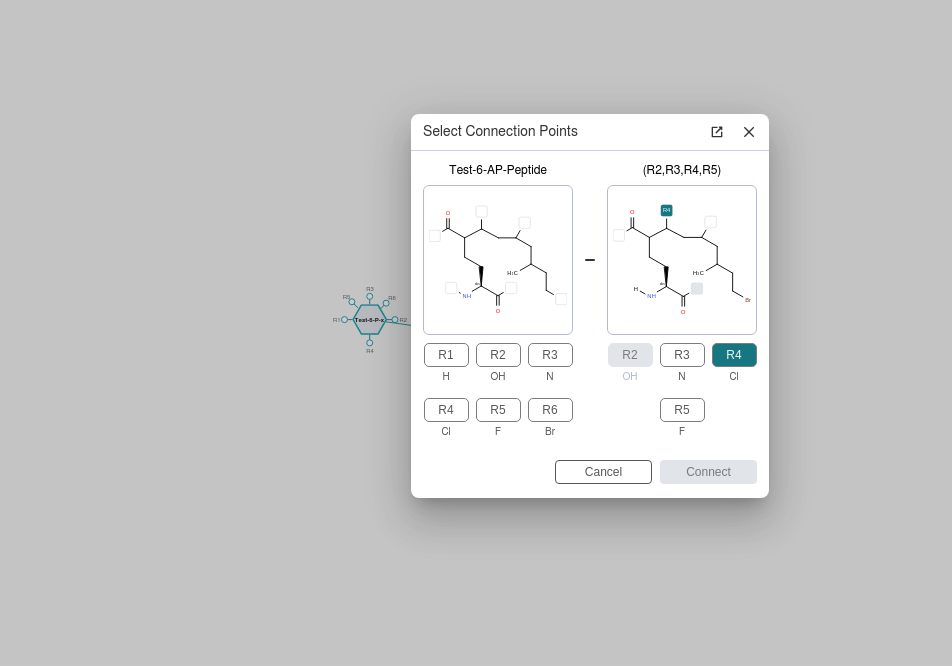 Select Connection Points
Test-6-AP-Peptide
(R2,R3,R4,R5)
O
H₃C
NH
O
–
O
R4
H₃C
H
NH
O
Br
R1
R2
R3
H
OH
N
R4
R5
R6
Cl
F
Br
R2
R3
R4
OH
N
Cl
R5
F
Cancel
Connect
R3
R5
R6
R1
Test-6-P-x
R2
R4